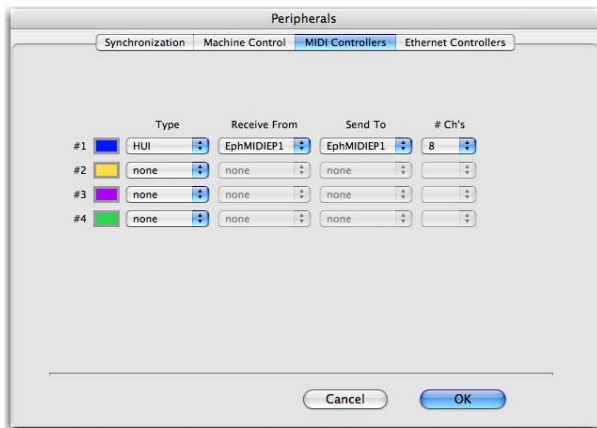 Peripherals
Synchronization Machine Control MIDI Controllers Ethernet Controllers
Type Receive From Send To # Ch's
#1 HUI EphMIDIEP1 EphMIDIEP1 8
#2 none none none
#3 none none none
#4 none none none
Cancel OK